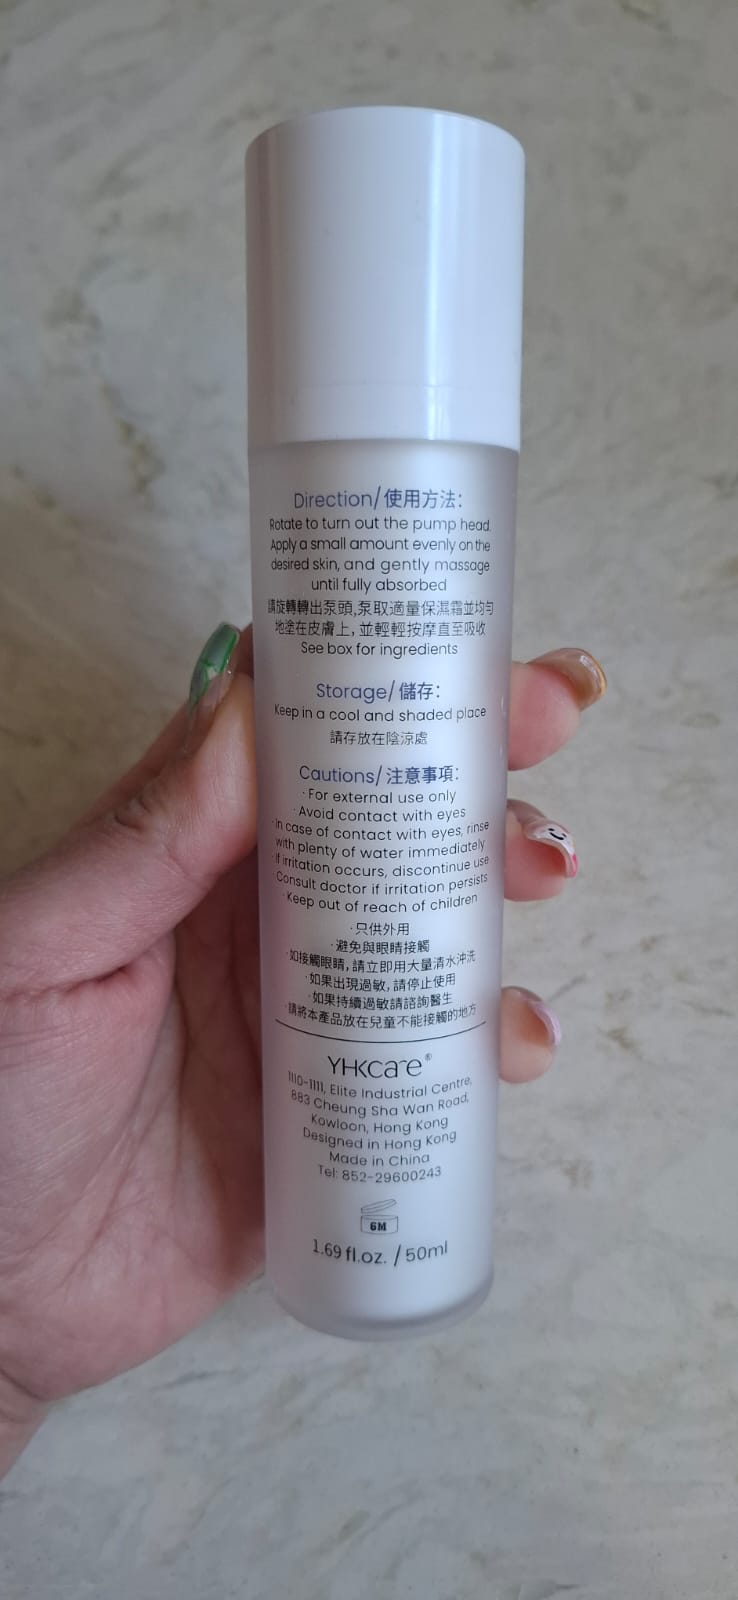 Direction/使用方法:
Rotate to turn out the pump head.
Apply a small amount evenly on the
desired skin, and gently massage
until fully absorbed
請旋轉轉出泵頭,泵取適量保濕霜並均勻
地塗在皮膚上, 並輕輕按摩直至吸收
See box for ingredients
Storage/儲存:
Keep in a cool and shaded place
請存放在陰涼處
Cautions/注意事項:
·For external use only
·Avoid contact with eyes
·In case of contact with eyes, rinse
with plenty of water immediately
·If irritation occurs, discontinue use
Consult doctor if irritation persists
·Keep out of reach of children
·只供外用
·避免與眼睛接觸
·如接觸眼睛, 請立即用大量清水沖洗
·如果出現過敏, 請停止使用
·如果持續過敏請諮詢醫生
·請將本產品放在兒童不能接觸的地方
YHKcare®
1110-1111, Elite Industrial Centre,
883 Cheung Sha Wan Road,
Kowloon, Hong Kong
Designed in Hong Kong
Made in China
Tel: 852-29600243
6M
1.69 fl.oz. / 50ml